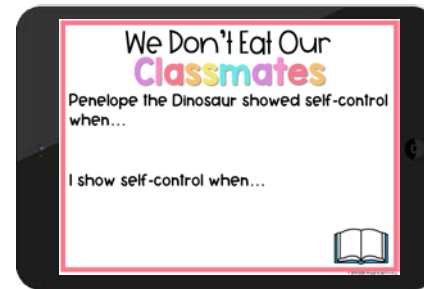 We Don't Eat Our
Classmates
Penelope the Dinosaur showed self-control
when...
I show self-control when...